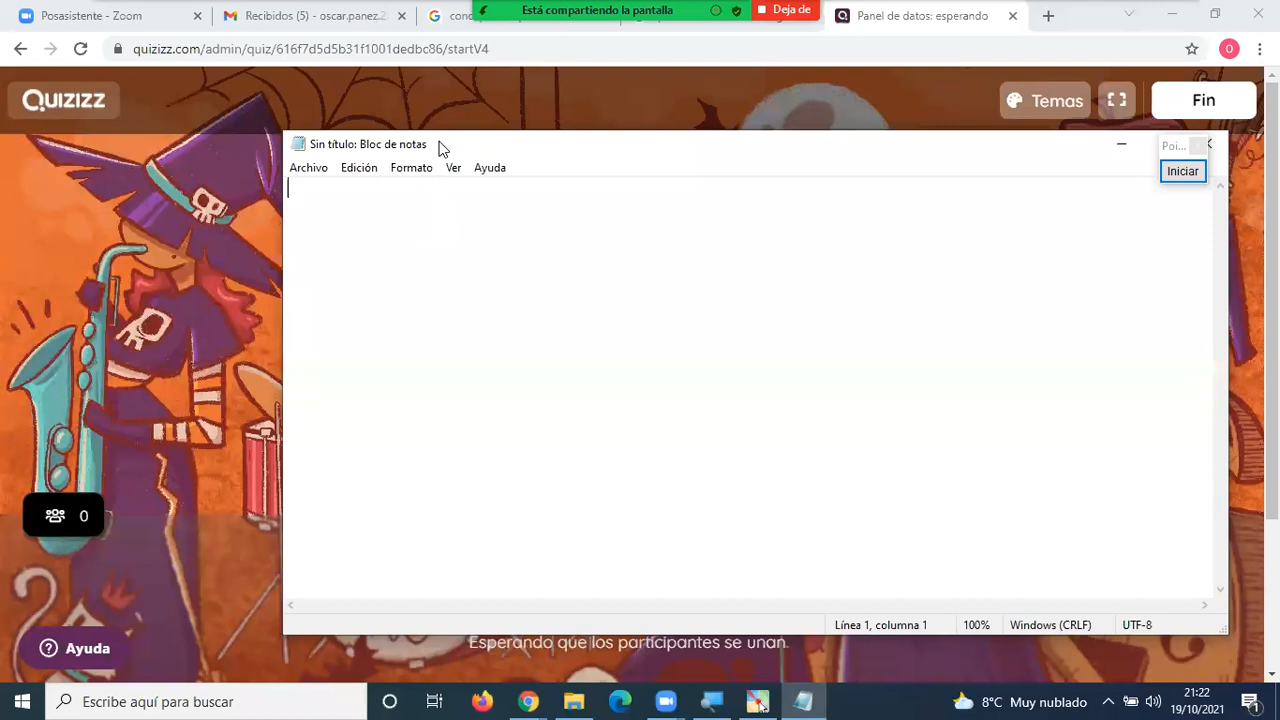 Posasistente - Zoom
Recibidos (5) - oscar.panez.2
Está compartiendo la pantalla
Deja de
Panel de datos: esperando
quizizz.com/admin/quiz/616f7d5d5b31f1001dedbc86/startV4
O
Quizizz
Temas
Fin
Sin título: Bloc de notas
Poi...
Archivo Edición Formato Ver Ayuda
Iniciar
0
Línea 1, columna 1 100% Windows (CRLF) UTF-8
Esperando que los participantes se unan.
Ayuda
Escribe aquí para buscar
8°C Muy nublado
21:22
19/10/2021
1